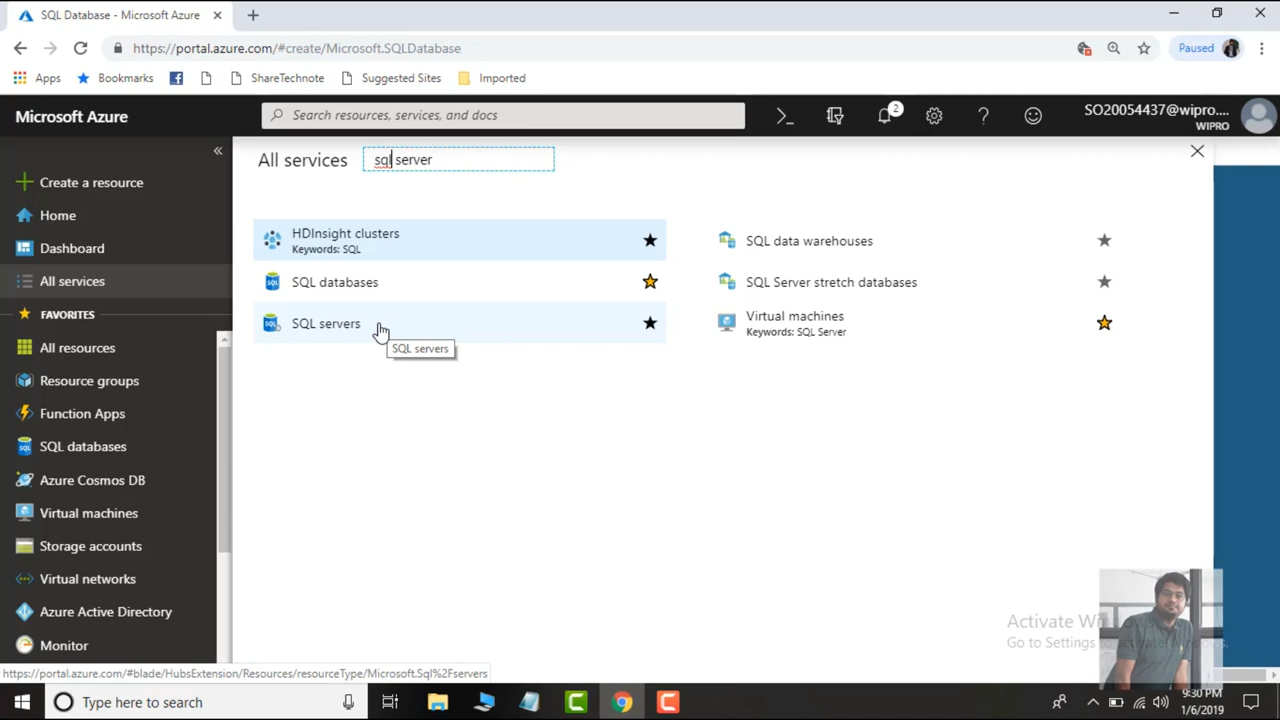 SQL Database - Microsoft Azure
https://portal.azure.com/#create/Microsoft.SQLDatabase
Paused
Apps
Bookmarks
ShareTechnote
Suggested Sites
Imported
Microsoft Azure
Search resources, services, and docs
2
SO20054437@wipro....
WIPRO
Create a resource
Home
Dashboard
All services
FAVORITES
All resources
Resource groups
Function Apps
SQL databases
Azure Cosmos DB
Virtual machines
Storage accounts
Virtual networks
Azure Active Directory
Monitor
All services
sql server
HDInsight clusters
Keywords: SQL
SQL databases
SQL servers
SQL servers
SQL data warehouses
SQL Server stretch databases
Virtual machines
Keywords: SQL Server
Activate Windows
Go to Settings to activate Windows.
https://portal.azure.com/#blade/HubsExtension/Resources/resourceType/Microsoft.Sql%2Fservers
Type here to search
9:30 PM
1/6/2019